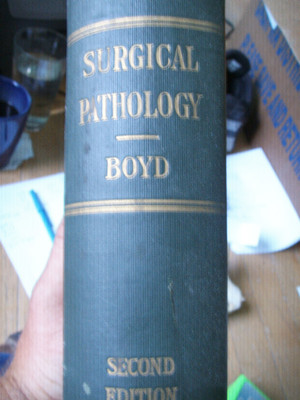 SURGICAL
PATHOLOGY
BOYD
SECOND
EDITION